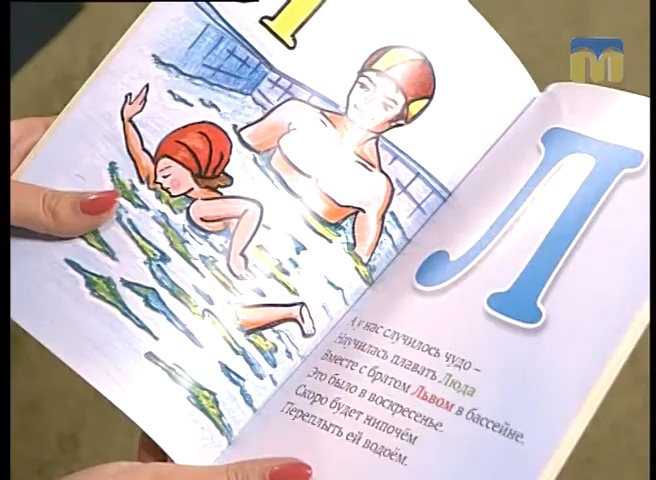 Л
А у нас случилось чудо –
Научилась плавать Люда
Вместе с братом Львом в бассейне.
Это было в воскресенье.
Скоро будет нипочём
Переплыть ей водоём.